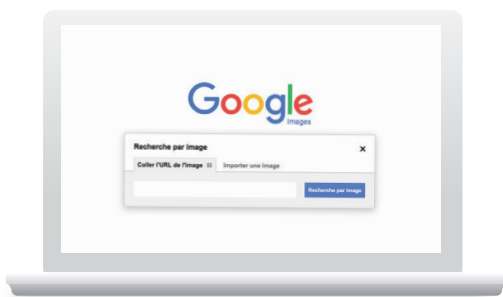 Google
Images
Recherche par image
Coller l'URL de l'image
Importer une image
Recherche par image